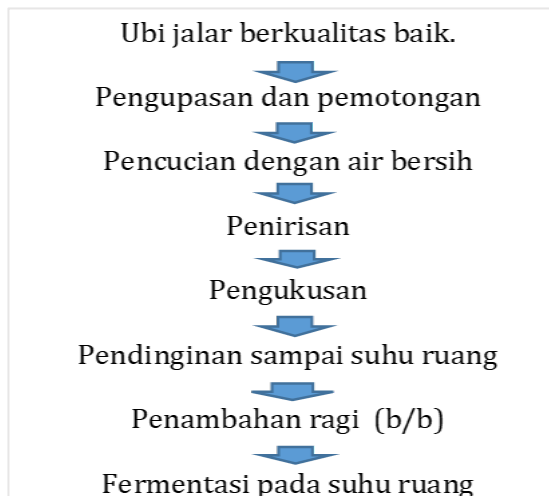 Ubi jalar berkualitas baik.
Pengupasan dan pemotongan
Pencucian dengan air bersih
Penirisan
Pengukusan
Pendinginan sampai suhu ruang
Penambahan ragi (b/b)
Fermentasi pada suhu ruang